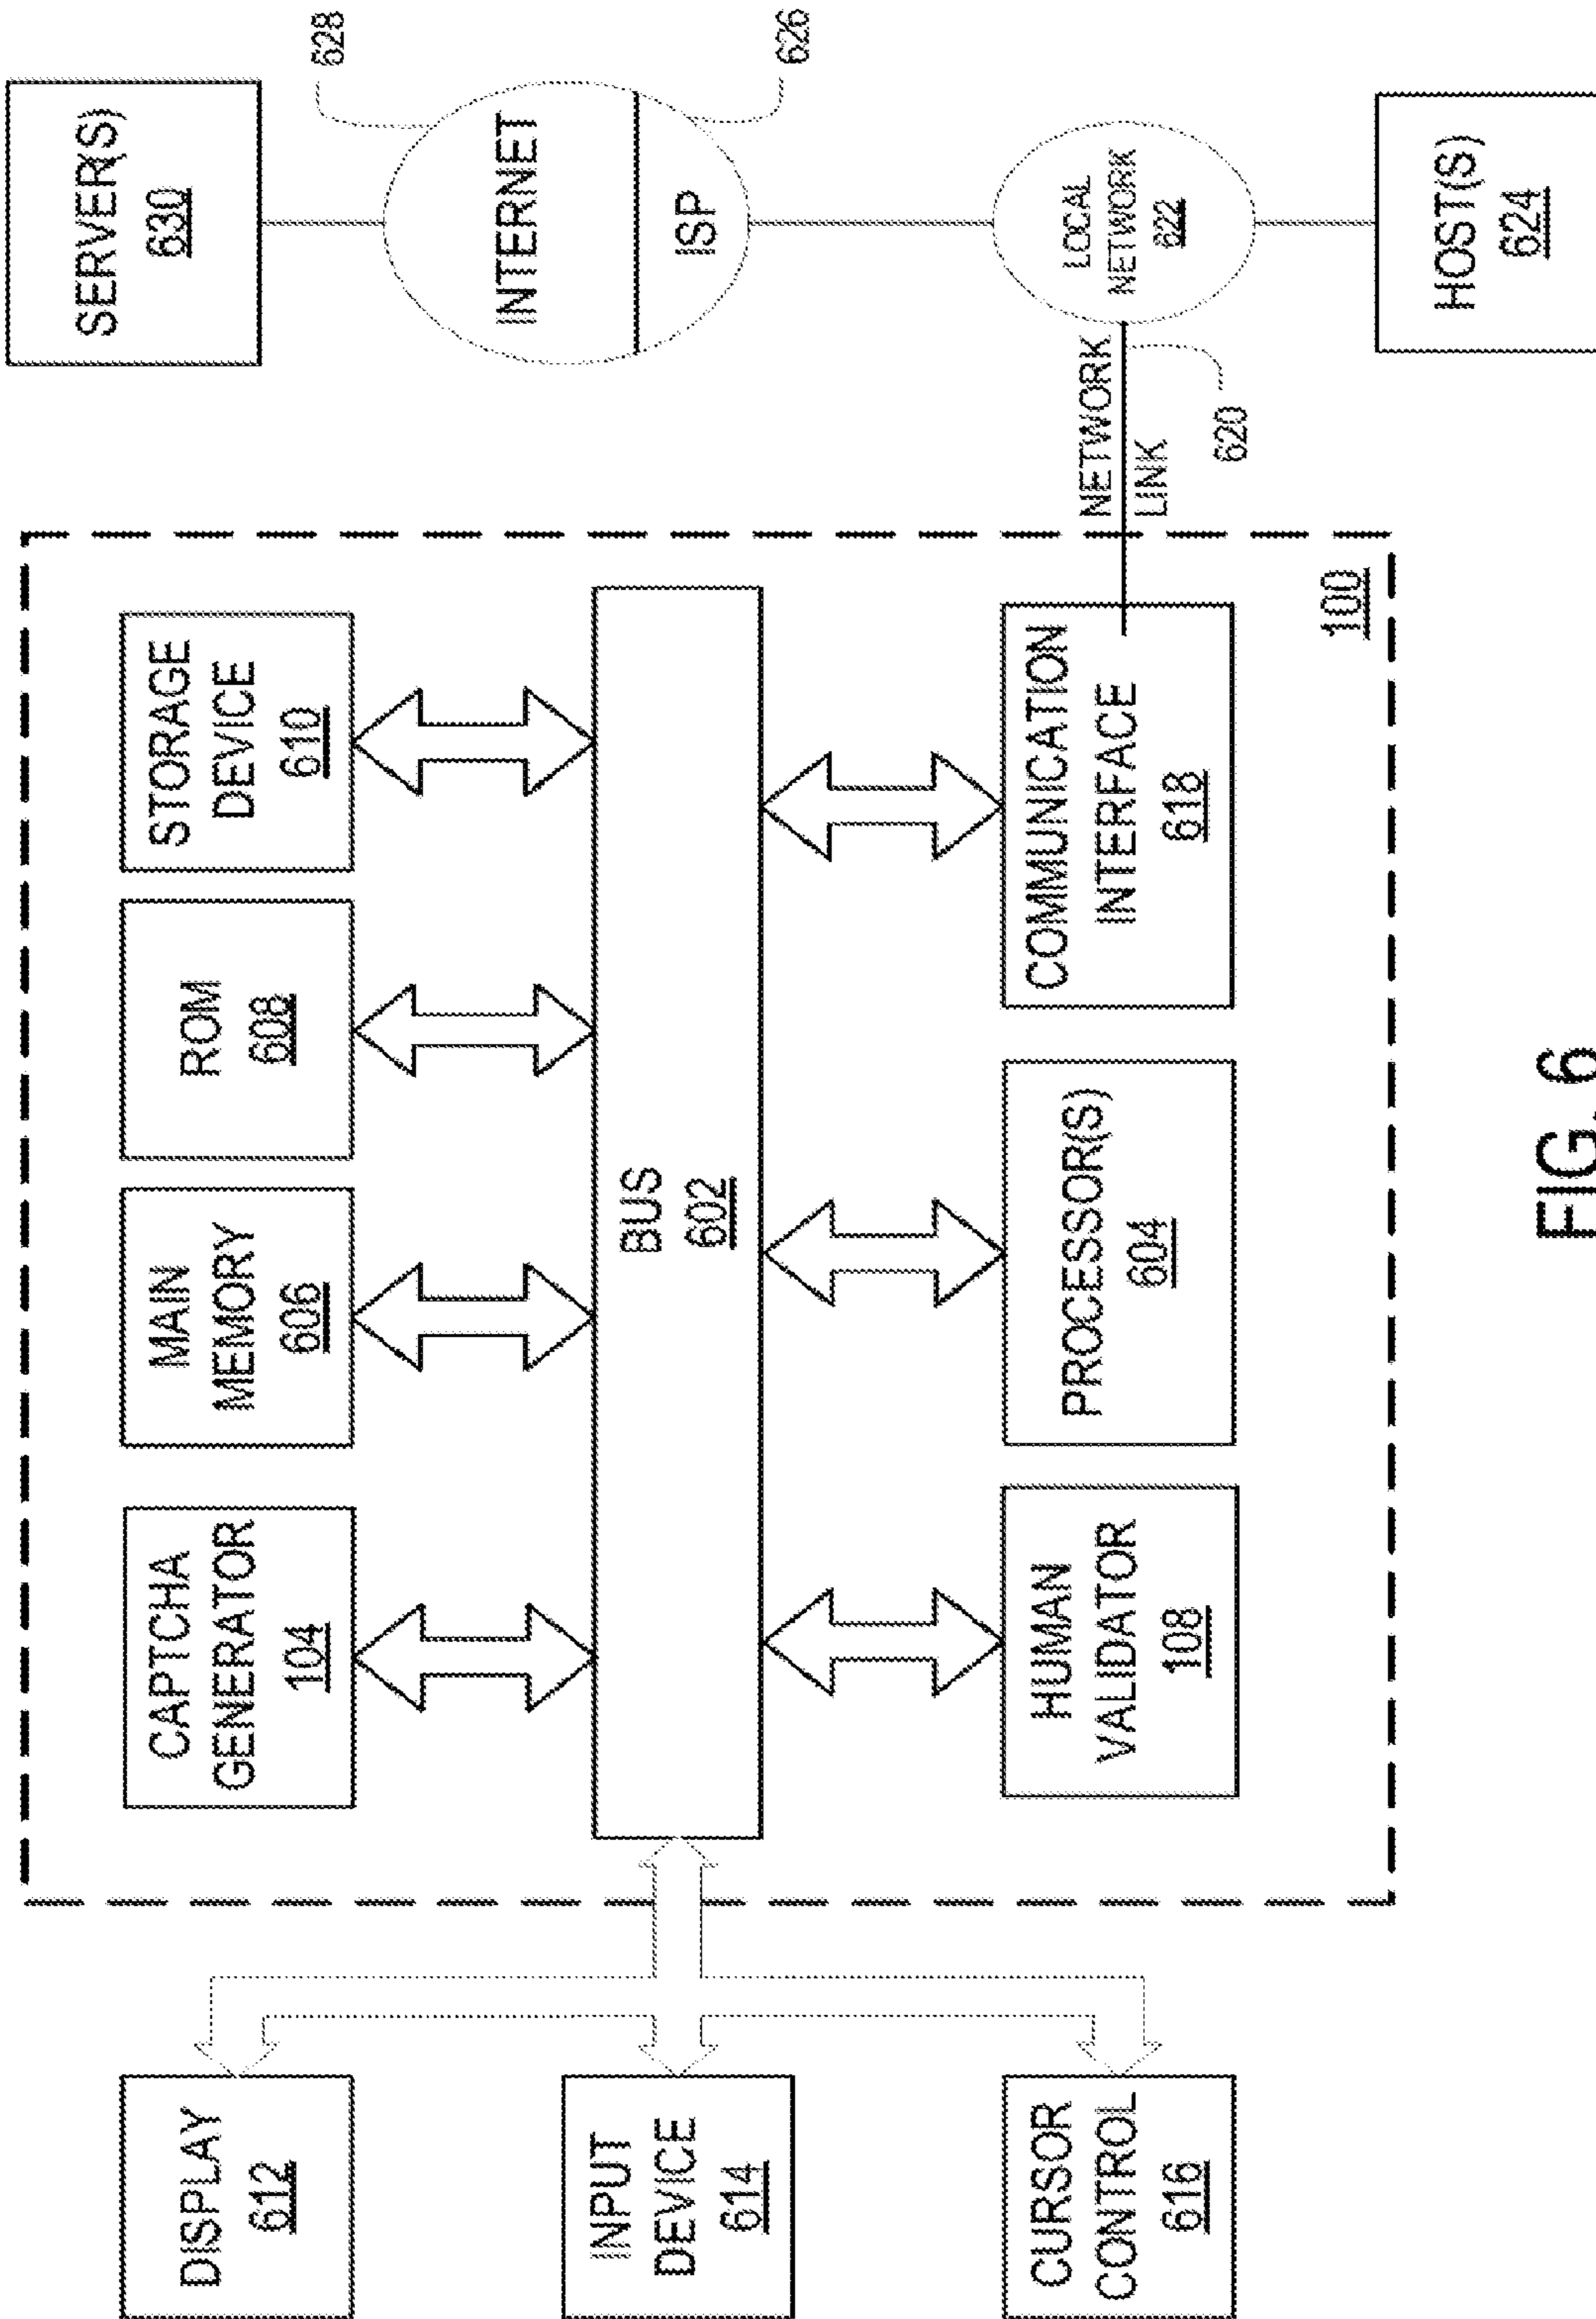 DISPLAY
612
INPUT
DEVICE
614
CURSOR
CONTROL
616
CAPTCHA
GENERATOR
104
MAIN
MEMORY
606
ROM
608
STORAGE
DEVICE
610
BUS
602
HUMAN
VALIDATOR
108
PROCESSOR(S)
604
COMMUNICATION
INTERFACE
618
100
SERVER(S)
630
628
INTERNET
ISP
626
LOCAL
NETWORK
622
NETWORK
LINK
620
HOST(S)
624
FIG. 6